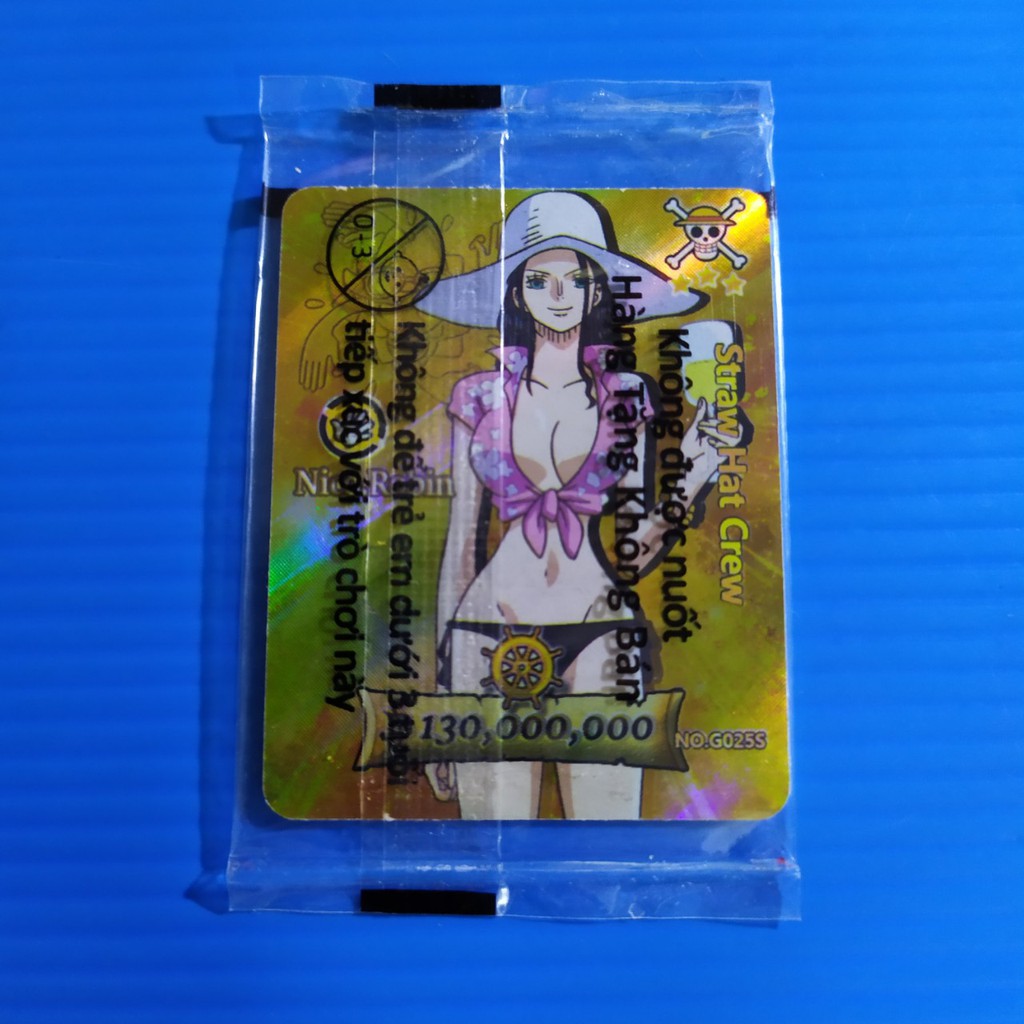 0-3
Không để trẻ em dưới 3 tuổi
tiếp xúc với trò chơi này
Hàng Tặng Không Bán
Không được nuốt
Straw Hat Crew
Nico Robin
130,000,000
NO.G025S